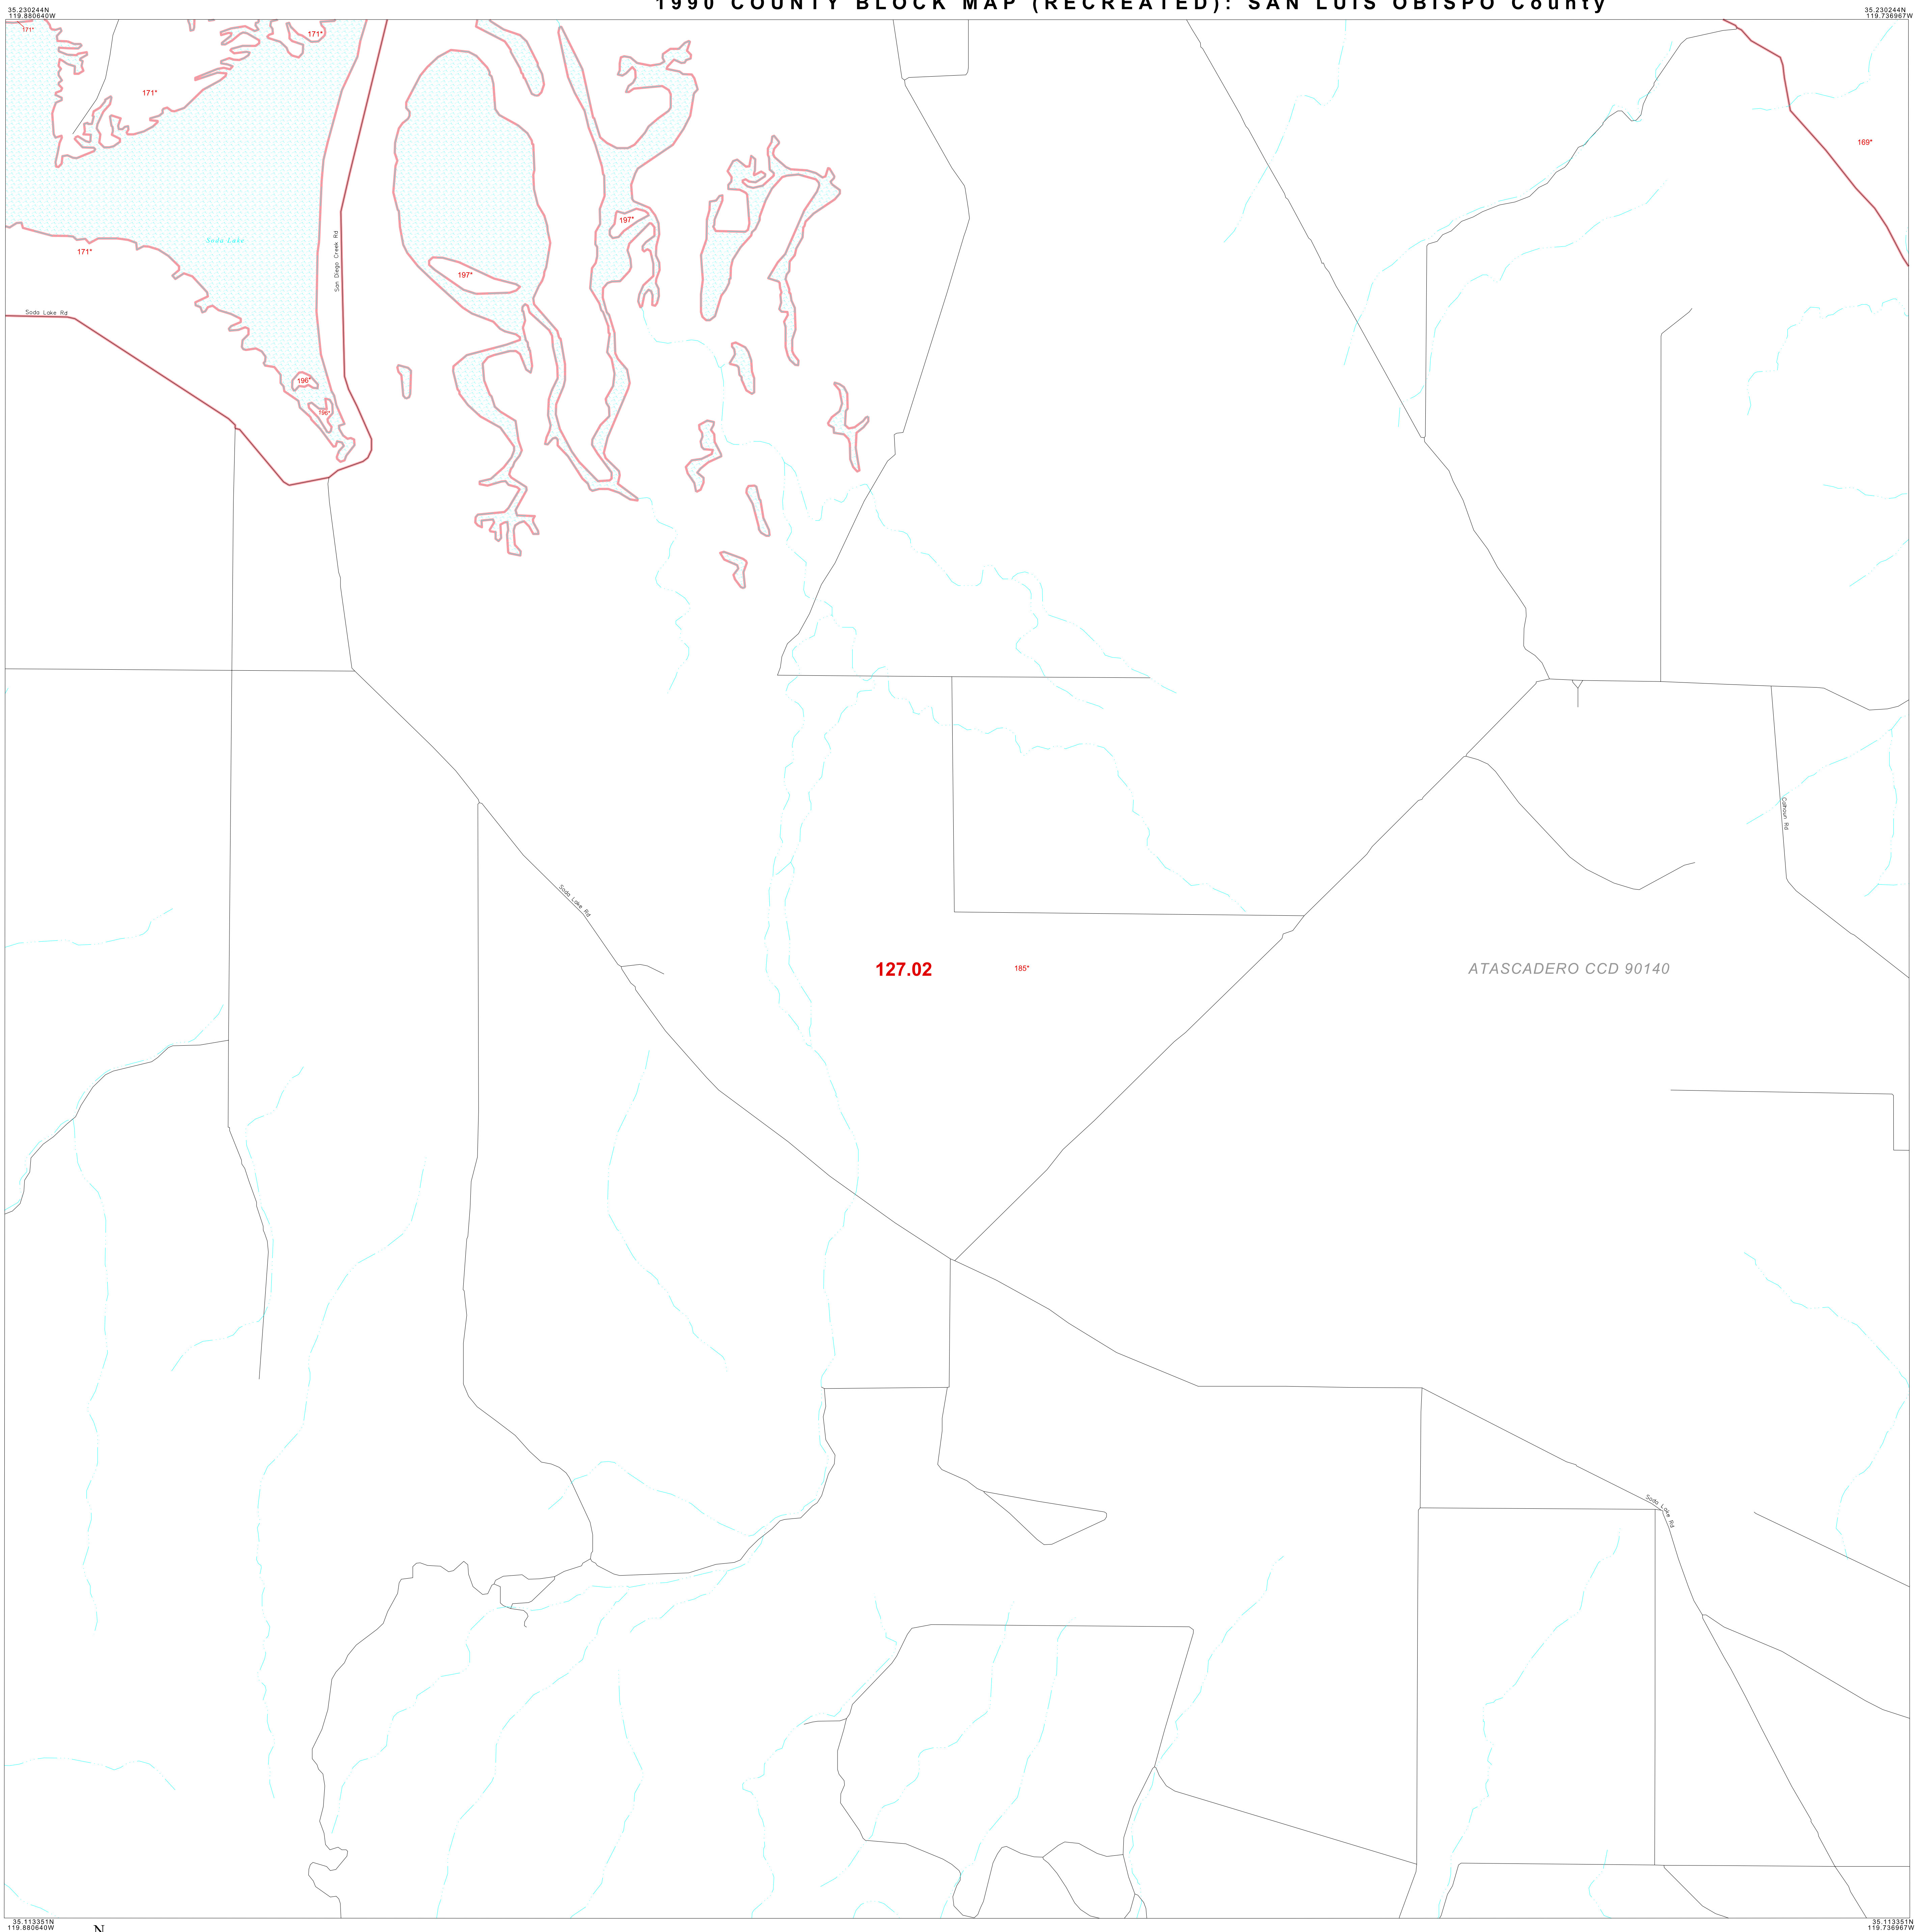 1990 COUNTY BLOCK MAP (RECREATED): SAN LUIS OBISPO County
35.230244N
119.880640W
35.230244N
119.736967W
171*
171*
171*
169*
197*
Soda Lake
171*
San Diego Creek Rd
197*
Soda Lake Rd
196*
196*
Calhoun Rd
Soda Lake Rd
127.02
185*
ATASCADERO CCD 90140
Soda Lake Rd
35.113351N
119.880640W
N
35.113351N
119.736967W